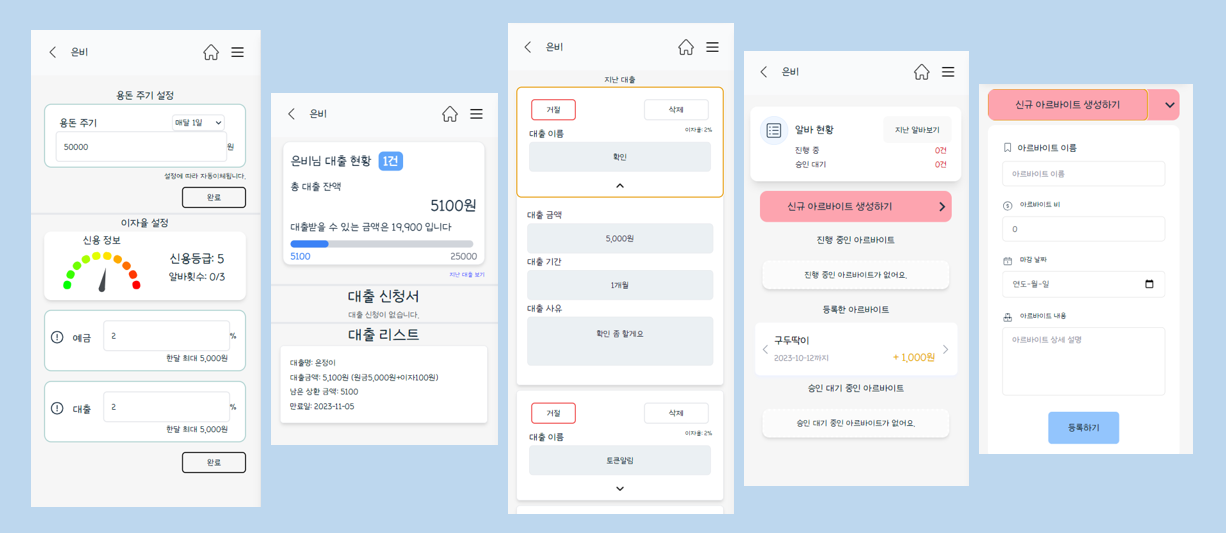 은비
용돈 주기 설정
용돈 주기
매달 1일
50000
원
설정에 따라 자동이체됩니다.
완료
이자율 설정
신용 정보
신용등급: 5
알바횟수: 0/3
예금
2
%
한달 최대 5,000원
대출
2
%
한달 최대 5,000원
완료
은비
은비님 대출 현황 1건
총 대출 잔액
5100원
대출받을 수 있는 금액은 19,900 입니다
5100
25000
지난 대출 보기
대출 신청서
대출 신청이 없습니다.
대출 리스트
대출명: 은정이
대출금액: 5,100원 (원금5,000원+이자100원)
남은 상환 금액: 5100
만료일: 2023-11-05
은비
지난 대출
거절
삭제
이자율: 2%
대출 이름
확인
대출 금액
5,000원
대출 기간
1개월
대출 사유
확인 좀 할게요
거절
삭제
이자율: 2%
대출 이름
토큰알림
은비
알바 현황
지난 알바보기
진행 중
0건
승인 대기
0건
신규 아르바이트 생성하기
진행 중인 아르바이트
진행 중인 아르바이트가 없어요.
등록한 아르바이트
구두딱이
2023-10-12까지
+ 1,000원
승인 대기 중인 아르바이트
승인 대기 중인 아르바이트가 없어요.
신규 아르바이트 생성하기
아르바이트 이름
아르바이트 이름
아르바이트 비
0
마감 날짜
연도-월-일
아르바이트 내용
아르바이트 상세 설명
등록하기